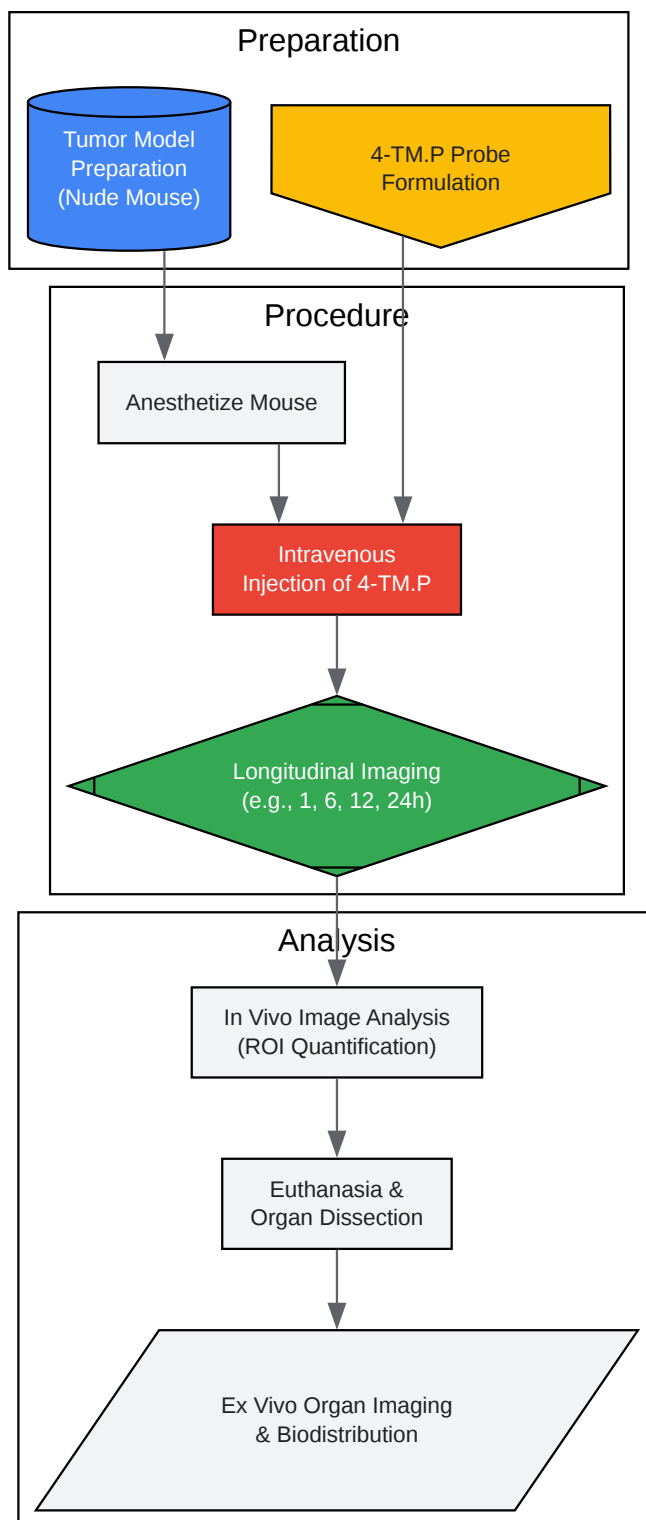 Preparation
Tumor Model
Preparation
(Nude Mouse)
4-TM.P Probe
Formulation
Procedure
Anesthetize Mouse
Intravenous
Injection of 4-TM.P
Longitudinal Imaging
(e.g., 1, 6, 12, 24h)
Analysis
In Vivo Image Analysis
(ROI Quantification)
Euthanasia &
Organ Dissection
Ex Vivo Organ Imaging
& Biodistribution